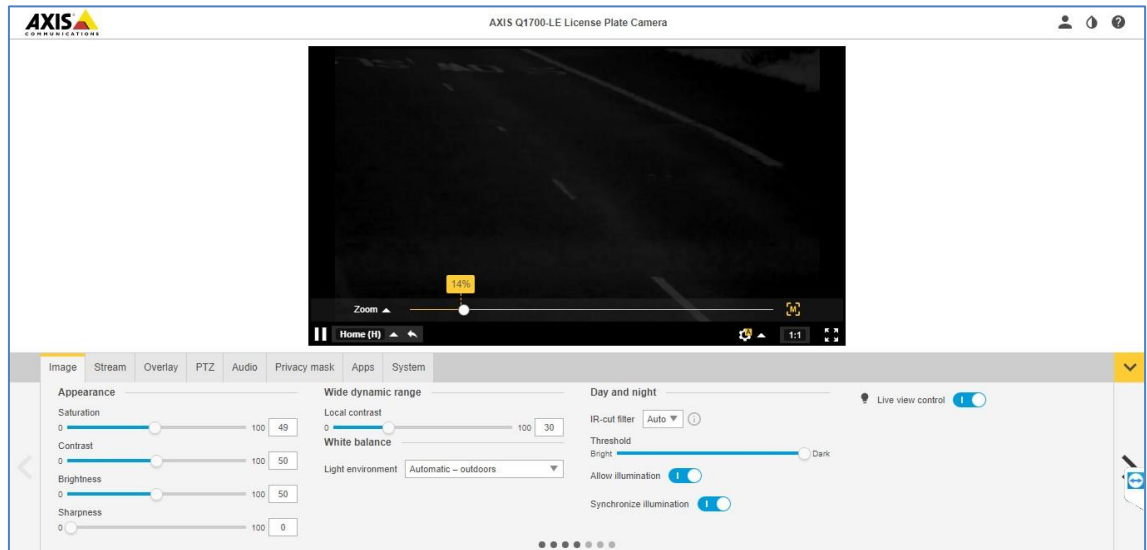 AXIS
COMMUNICATIONS
AXIS Q1700-LE License Plate Camera
14%
Zoom
[M]
Home (H)
A
1:1
Image Stream Overlay PTZ Audio Privacy mask Apps System
Appearance
Saturation
0 100 49
Contrast
0 100 50
Brightness
0 100 50
Sharpness
0 100 0
Wide dynamic range
Local contrast
0 100 30
White balance
Light environment Automatic – outdoors
Day and night
IR-cut filter Auto
Threshold
Bright Dark
Allow illumination
Synchronize illumination
Live view control